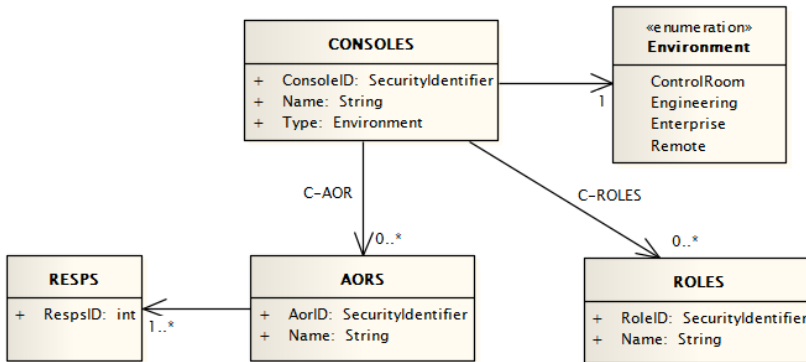 CONSOLES
+ ConsoleID: SecurityIdentifier
+ Name: String
+ Type: Environment
«enumeration»
Environment
ControlRoom
Engineering
Enterprise
Remote
1
C-AOR
C-ROLES
0..*
0..*
RESPS
+ RespsID: int
1..*
AORS
+ AorID: SecurityIdentifier
+ Name: String
ROLES
+ RoleID: SecurityIdentifier
+ Name: String